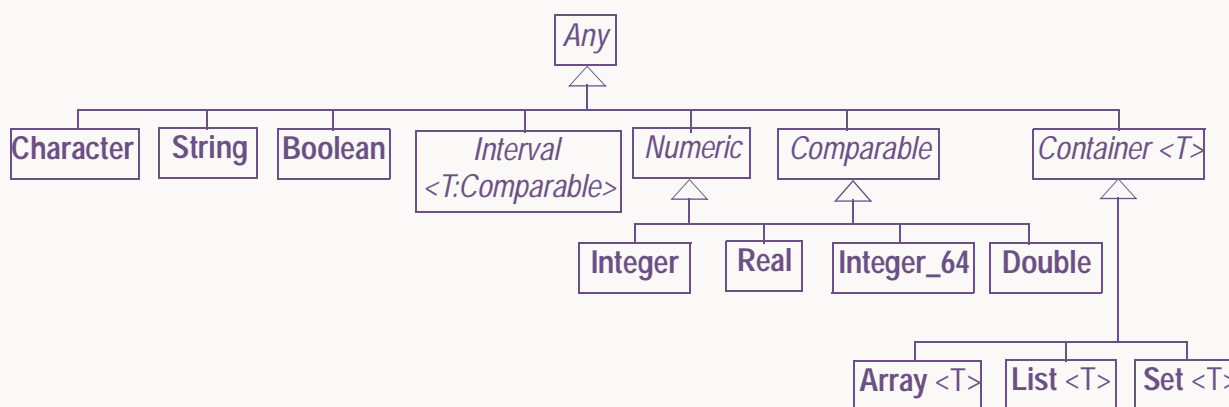 Any
Character
String
Boolean
Interval
<T:Comparable>
Numeric
Comparable
Container <T>
Integer
Real
Integer_64
Double
Array <T>
List <T>
Set <T>